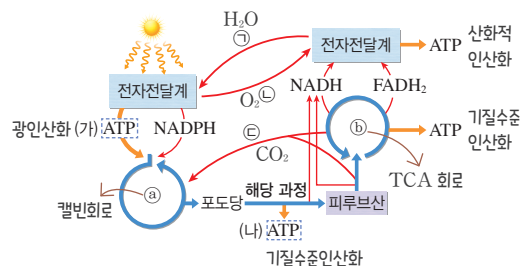 H₂O
㉠
전자전달계
ATP
산화적
인산화
전자전달계
O₂㉡
NADH
FADH₂
광인산화 (가) ATP
NADPH
㉢
CO₂
ⓑ
ATP
기질수준
인산화
TCA 회로
ⓐ
캘빈회로
포도당
해당 과정
피루브산
(나) ATP
기질수준인산화